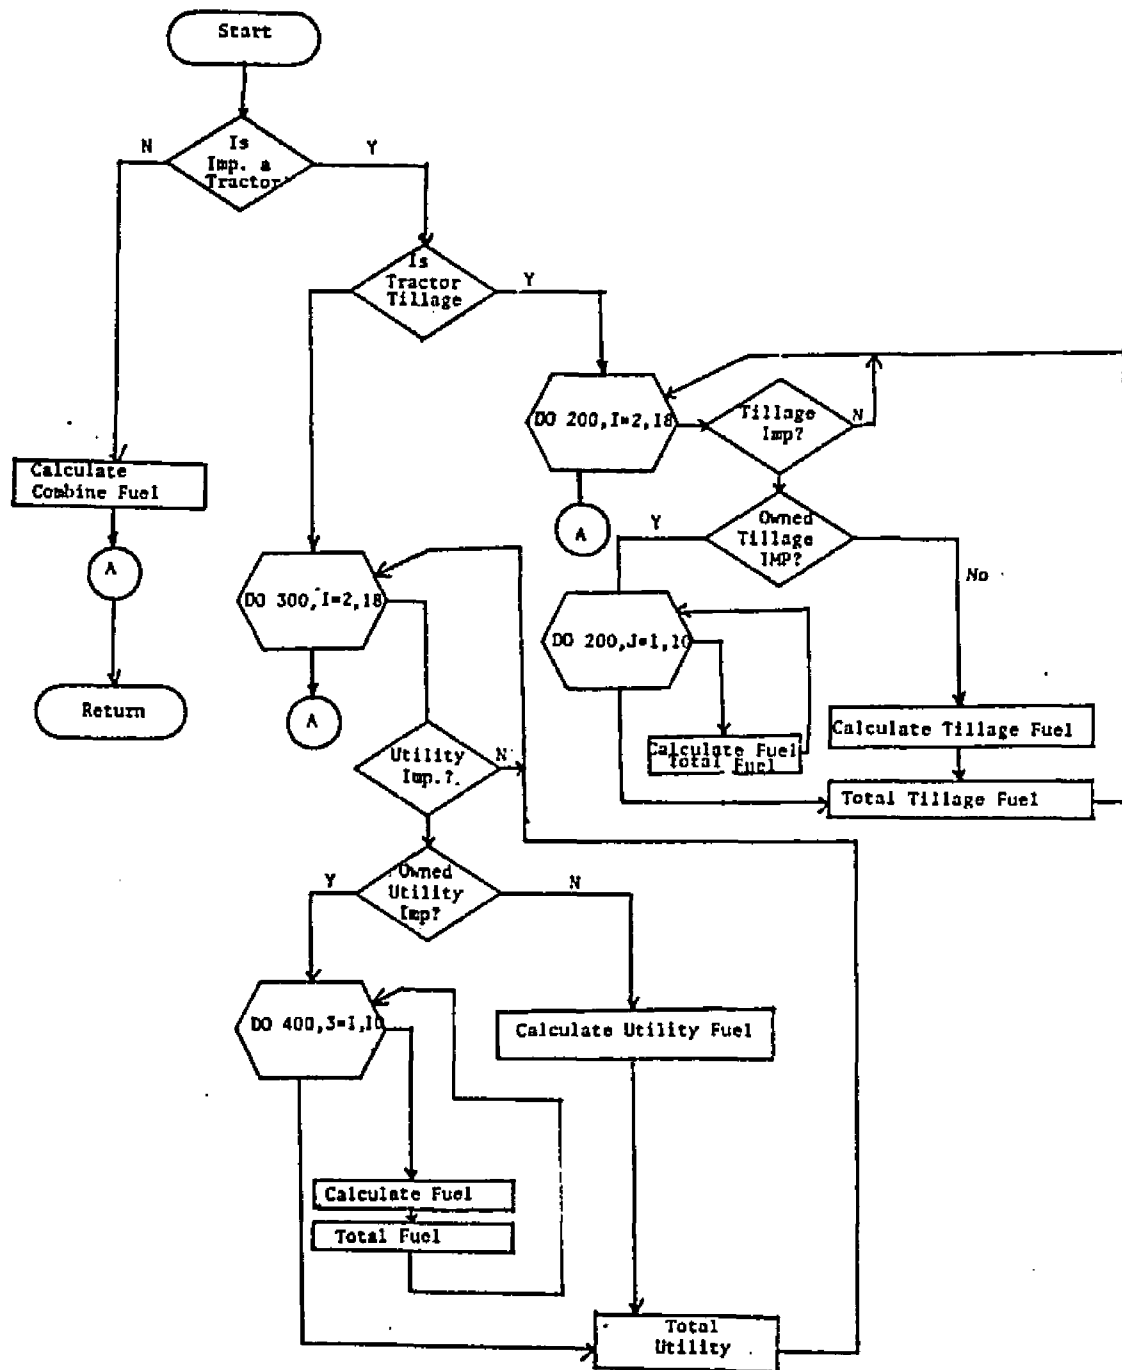 Start
N
Is
Imp. a
Tractor
Y
Is
Tractor
Tillage
Y
DO 200,I=2,18
Tillage
Imp?
N
Calculate
Combine Fuel
A
Y
Owned
Tillage
IMP?
No
A
DO 300,I=2,18
DO 200,J=1,10
Return
A
Calculate Fuel
Total Fuel
Calculate Tillage Fuel
Utility
Imp.?
N
Total Tillage Fuel
Y
Owned
Utility
Imp?
N
DO 400,3=1,10
Calculate Utility Fuel
Calculate Fuel
Total Fuel
Total
Utility